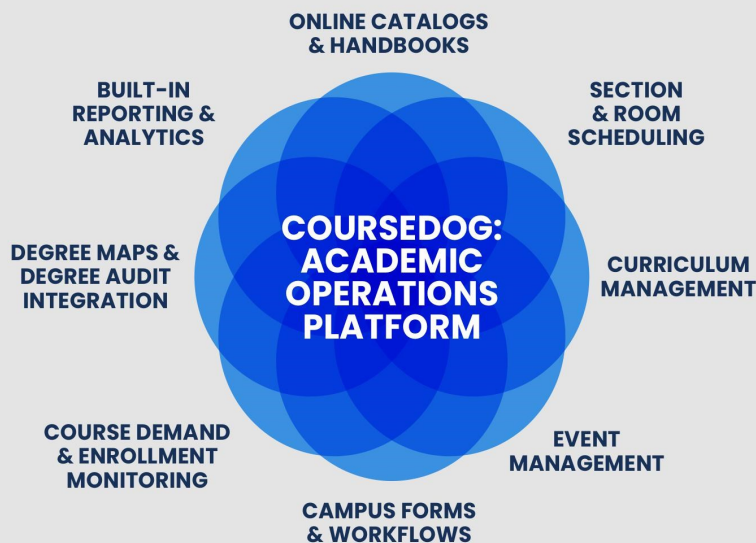 ONLINE CATALOGS
& HANDBOOKS
BUILT-IN
REPORTING &
ANALYTICS
SECTION
& ROOM
SCHEDULING
DEGREE MAPS &
DEGREE AUDIT
INTEGRATION
COURSEDOG:
ACADEMIC
OPERATIONS
PLATFORM
CURRICULUM
MANAGEMENT
COURSE DEMAND
& ENROLLMENT
MONITORING
EVENT
MANAGEMENT
CAMPUS FORMS
& WORKFLOWS